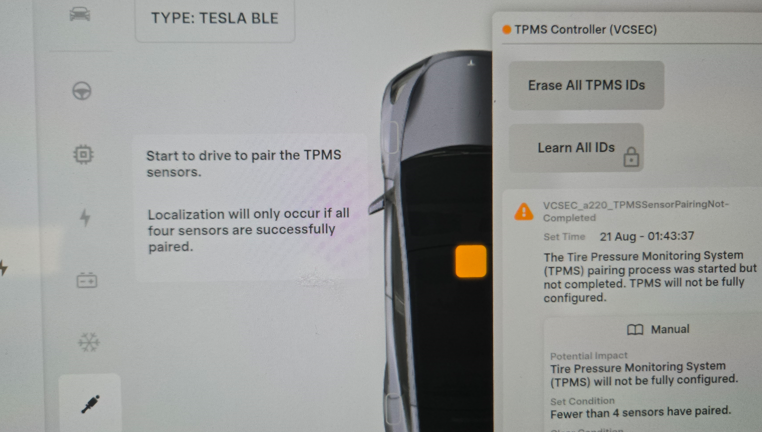 TYPE: TESLA BLE
Start to drive to pair the TPMS
sensors.
Localization will only occur if all
four sensors are successfully
paired.
TPMS Controller (VCSEC)
Erase All TPMS IDs
Learn All IDs
VCSEC_a220_TPMSSensorPairingNot-
Completed
Set Time 21 Aug - 01:43:37
The Tire Pressure Monitoring System
(TPMS) pairing process was started but
not completed. TPMS will not be fully
configured.
Manual
Potential Impact
Tire Pressure Monitoring System
(TPMS) will not be fully configured.
Set Condition
Fewer than 4 sensors have paired.